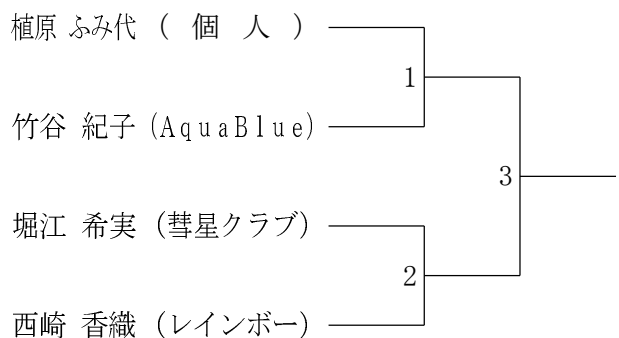 植原 ふみ代 ( 個 人 )
1
竹谷 紀子 (AquaBlue)
3
堀江 希実 (彗星クラブ)
2
西崎 香織 (レインボー)